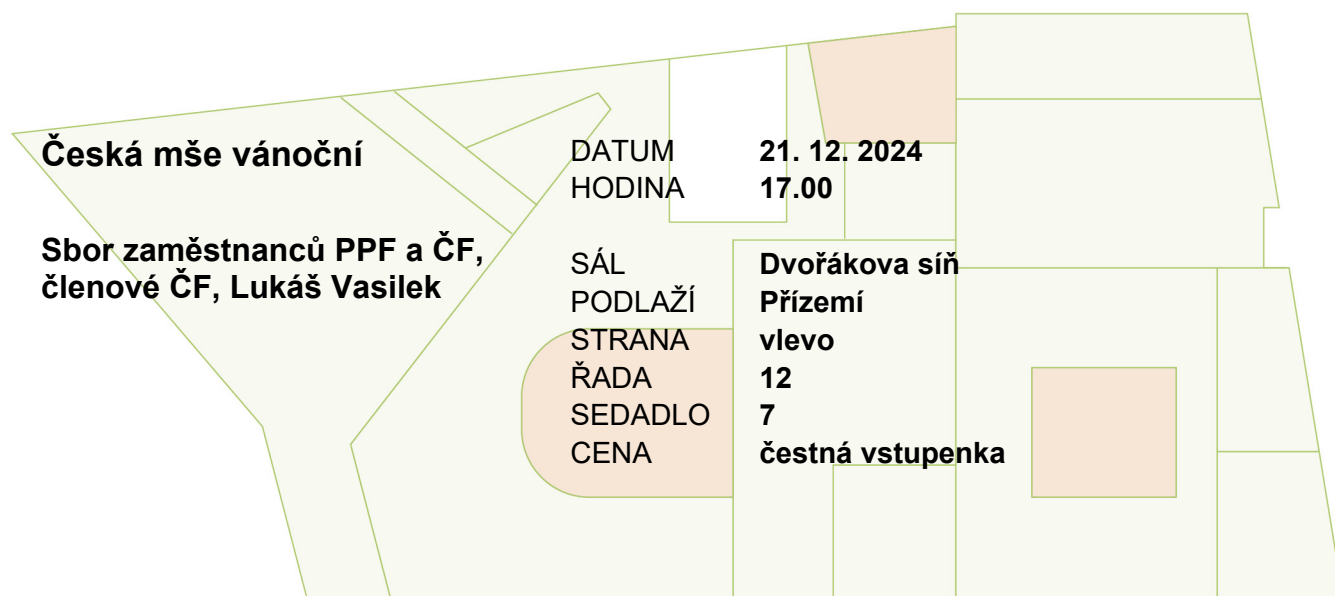 Česká mše vánoční
Sbor zaměstnanců PPF a ČF,
členové ČF, Lukáš Vasilek
DATUM 21. 12. 2024
HODINA 17.00
SÁL Dvořákova síň
PODLAŽÍ Přízemí
STRANA vlevo
ŘADA 12
SEDADLO 7
CENA čestná vstupenka